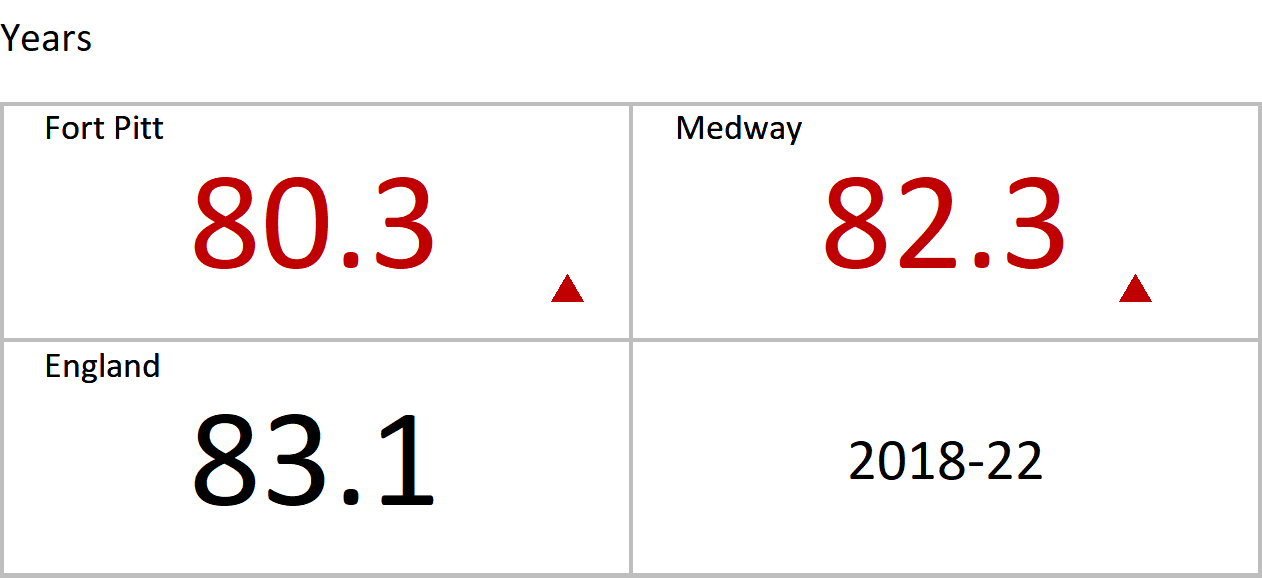 Years
Fort Pitt
80.3
Medway
82.3
England
83.1
2018-22